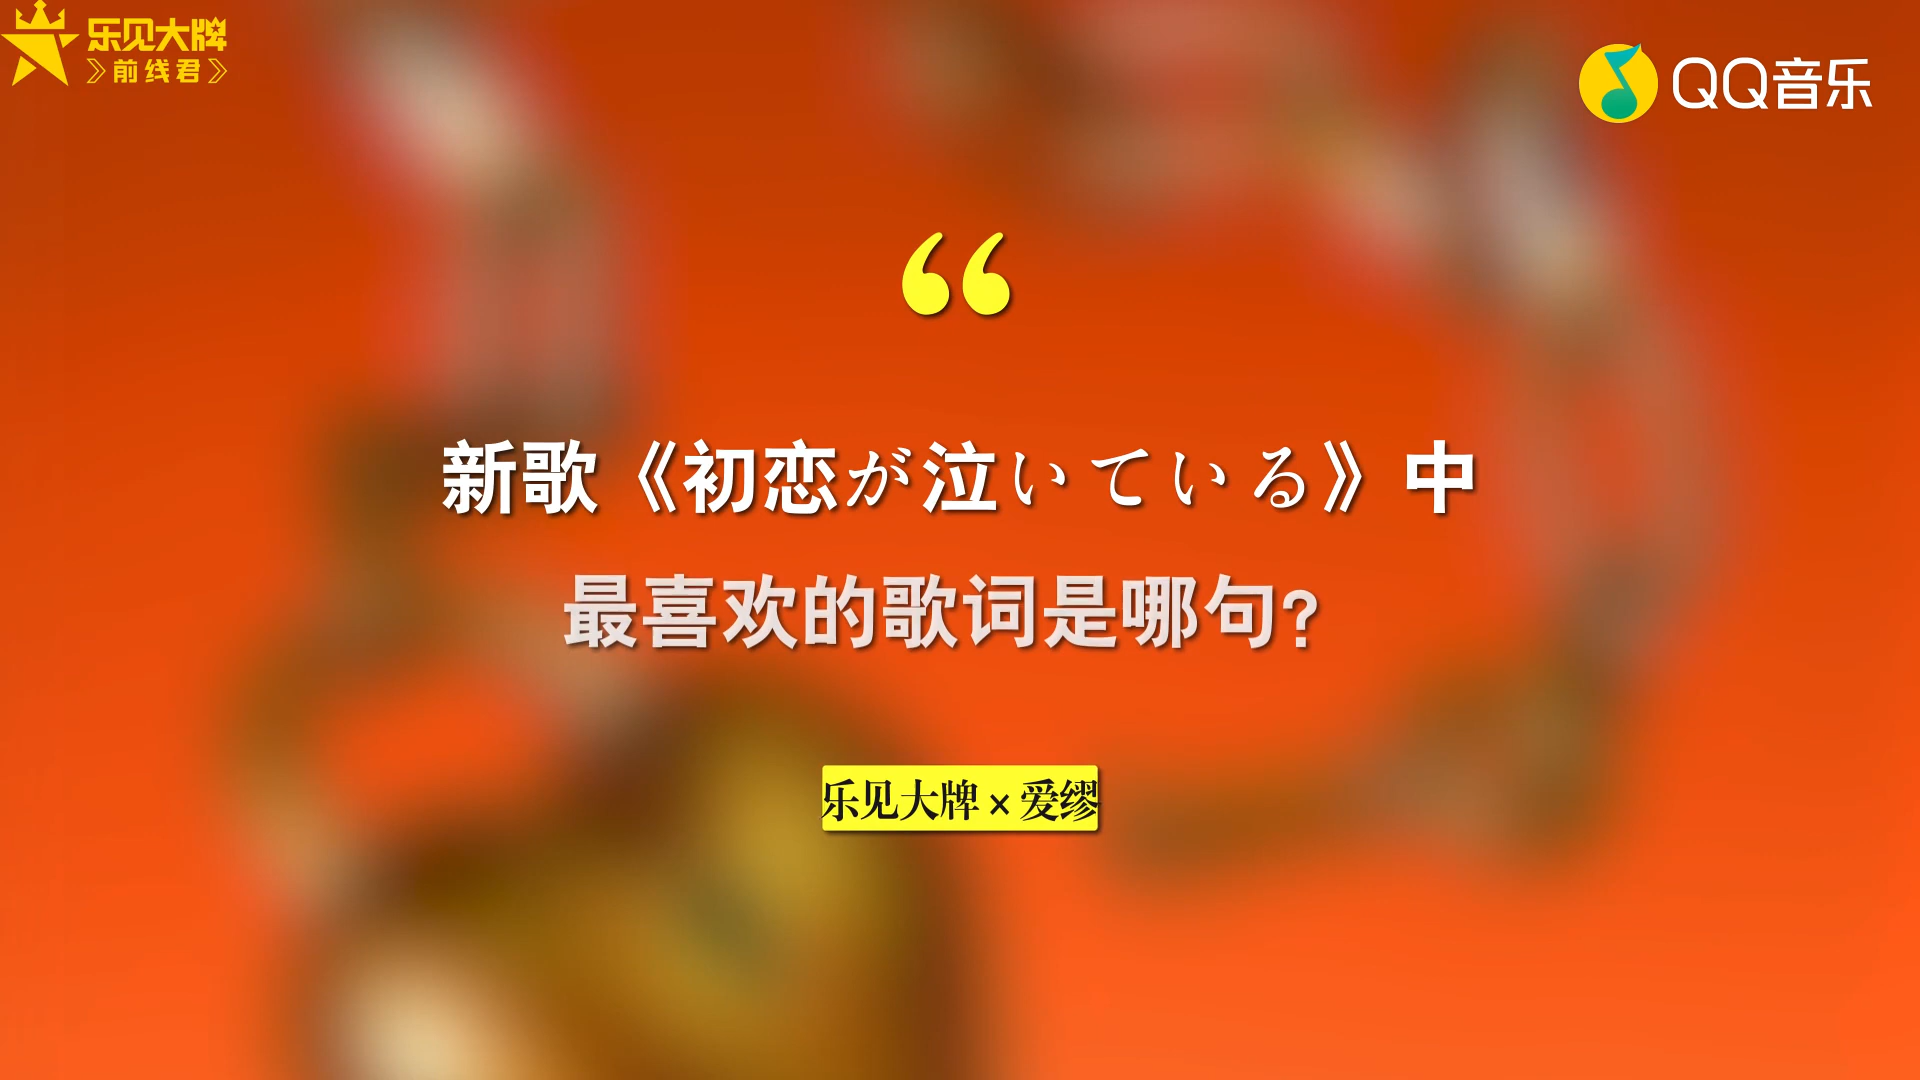 乐见大牌
》前线君》
QQ音乐
“
新歌《初恋が泣いている》中
最喜欢的歌词是哪句?
乐见大牌 × 爱缪